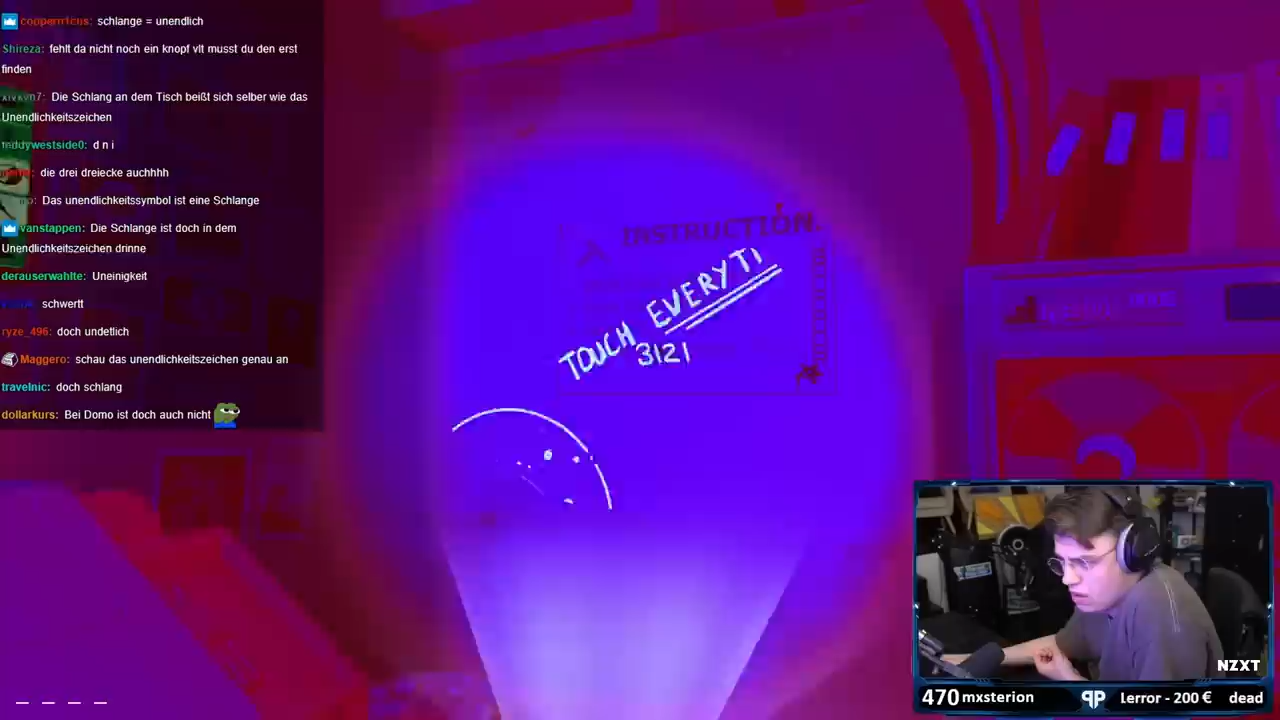 coopernicus: schlange = unendlich
Shireza: fehlt da nicht noch ein knopf vlt musst du den erst
finden
Die Schlang an dem Tisch beißt sich selber wie das
Unendlichkeitszeichen
teddywestside0: d n i
die drei dreiecke auchhhh
Das unendlichkeitssymbol ist eine Schlange
vanstappen: Die Schlange ist doch in dem
Unendlichkeitszeichen drinne
derauserwahlte: Uneinigkeit
schwertt
ryze_496: doch undetlich
Maggero: schau das unendlichkeitszeichen genau an
travelnic: doch schlang
dollarkurs: Bei Domo ist doch auch nicht
INSTRUCTION.
TOUCH EVERYTI
3121
NZXT
470 mxsterion
Lerror - 200 € dead